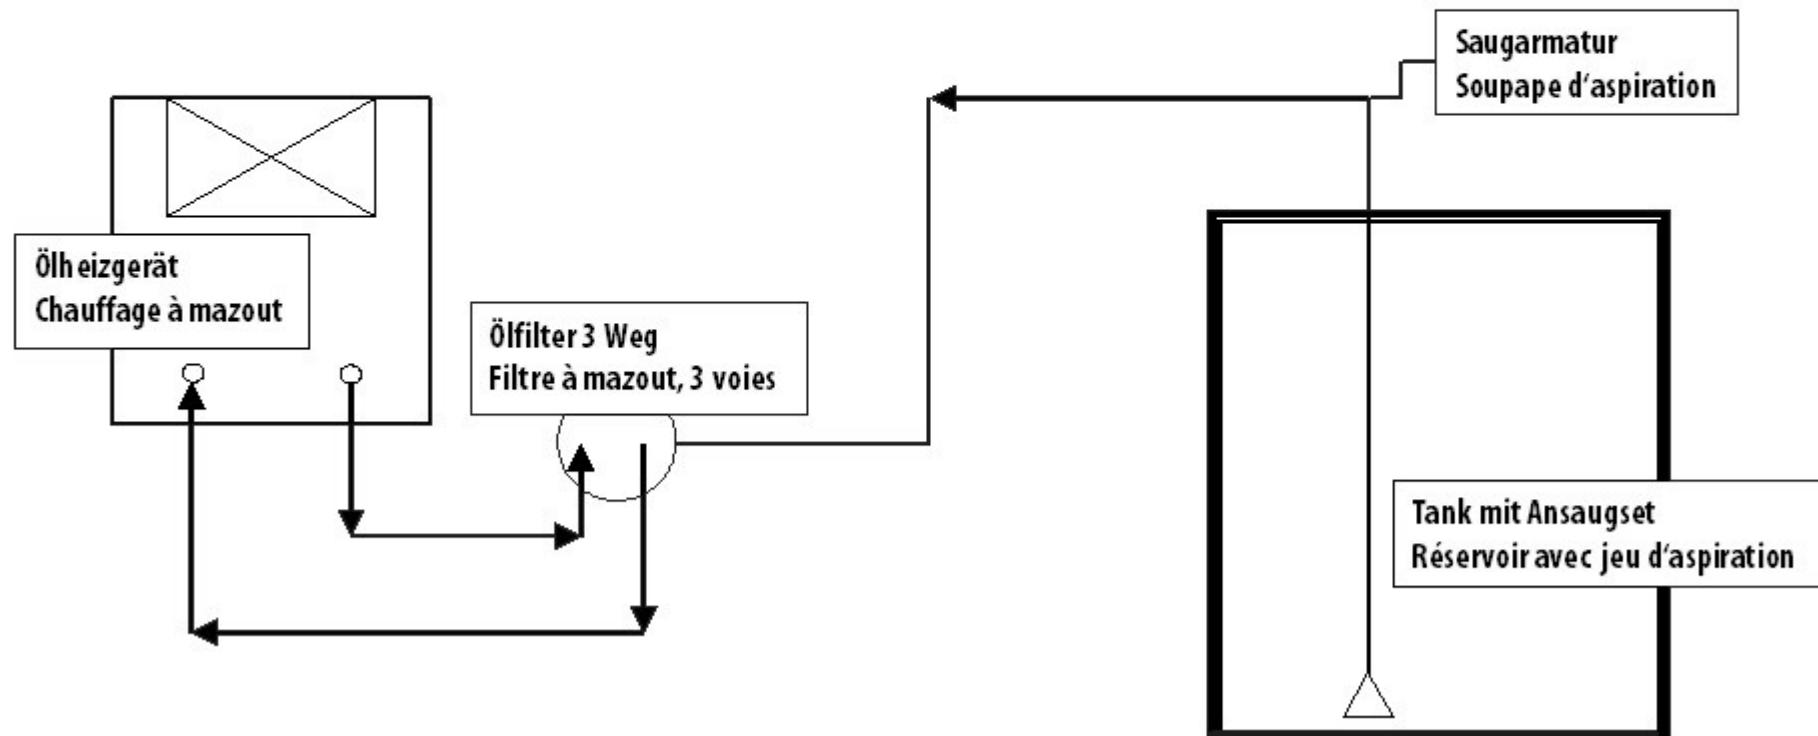 Saugarmatur
Soupape d'aspiration
Ölheizgerät
Chauffage à mazout
Ölfilter 3 Weg
Filtre à mazout, 3 voies
Tank mit Ansaugset
Réservoir avec jeu d'aspiration